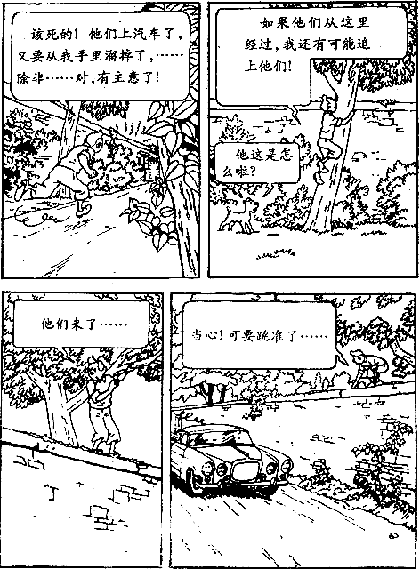 该死的！他们上汽车了，
又要从我手里溜掉了，……
除非……对，有主意了！
如果他们从这里
经过，我还有可能追
上他们！
他这是怎
么啦？
他们来了……
当心！可要跳准了……